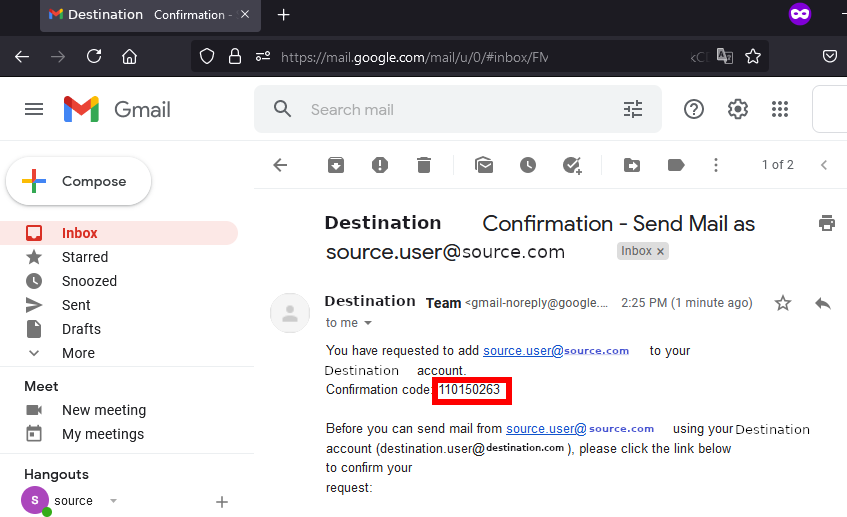 Destination Confirmation -
https://mail.google.com/mail/u/0/#inbox/FM
Gmail
Search mail
Compose
1 of 2
Inbox
Starred
Snoozed
Sent
Drafts
More
Meet
New meeting
My meetings
Hangouts
S source
Destination Confirmation - Send Mail as
source.user@source.com Inbox ×
Destination Team <gmail-noreply@google.... 2:25 PM (1 minute ago)
to me
You have requested to add source.user@source.com to your
Destination account.
Confirmation code: 110150263
Before you can send mail from source.user@source.com using your Destination
account (destination.user@destination.com), please click the link below
to confirm your
request: